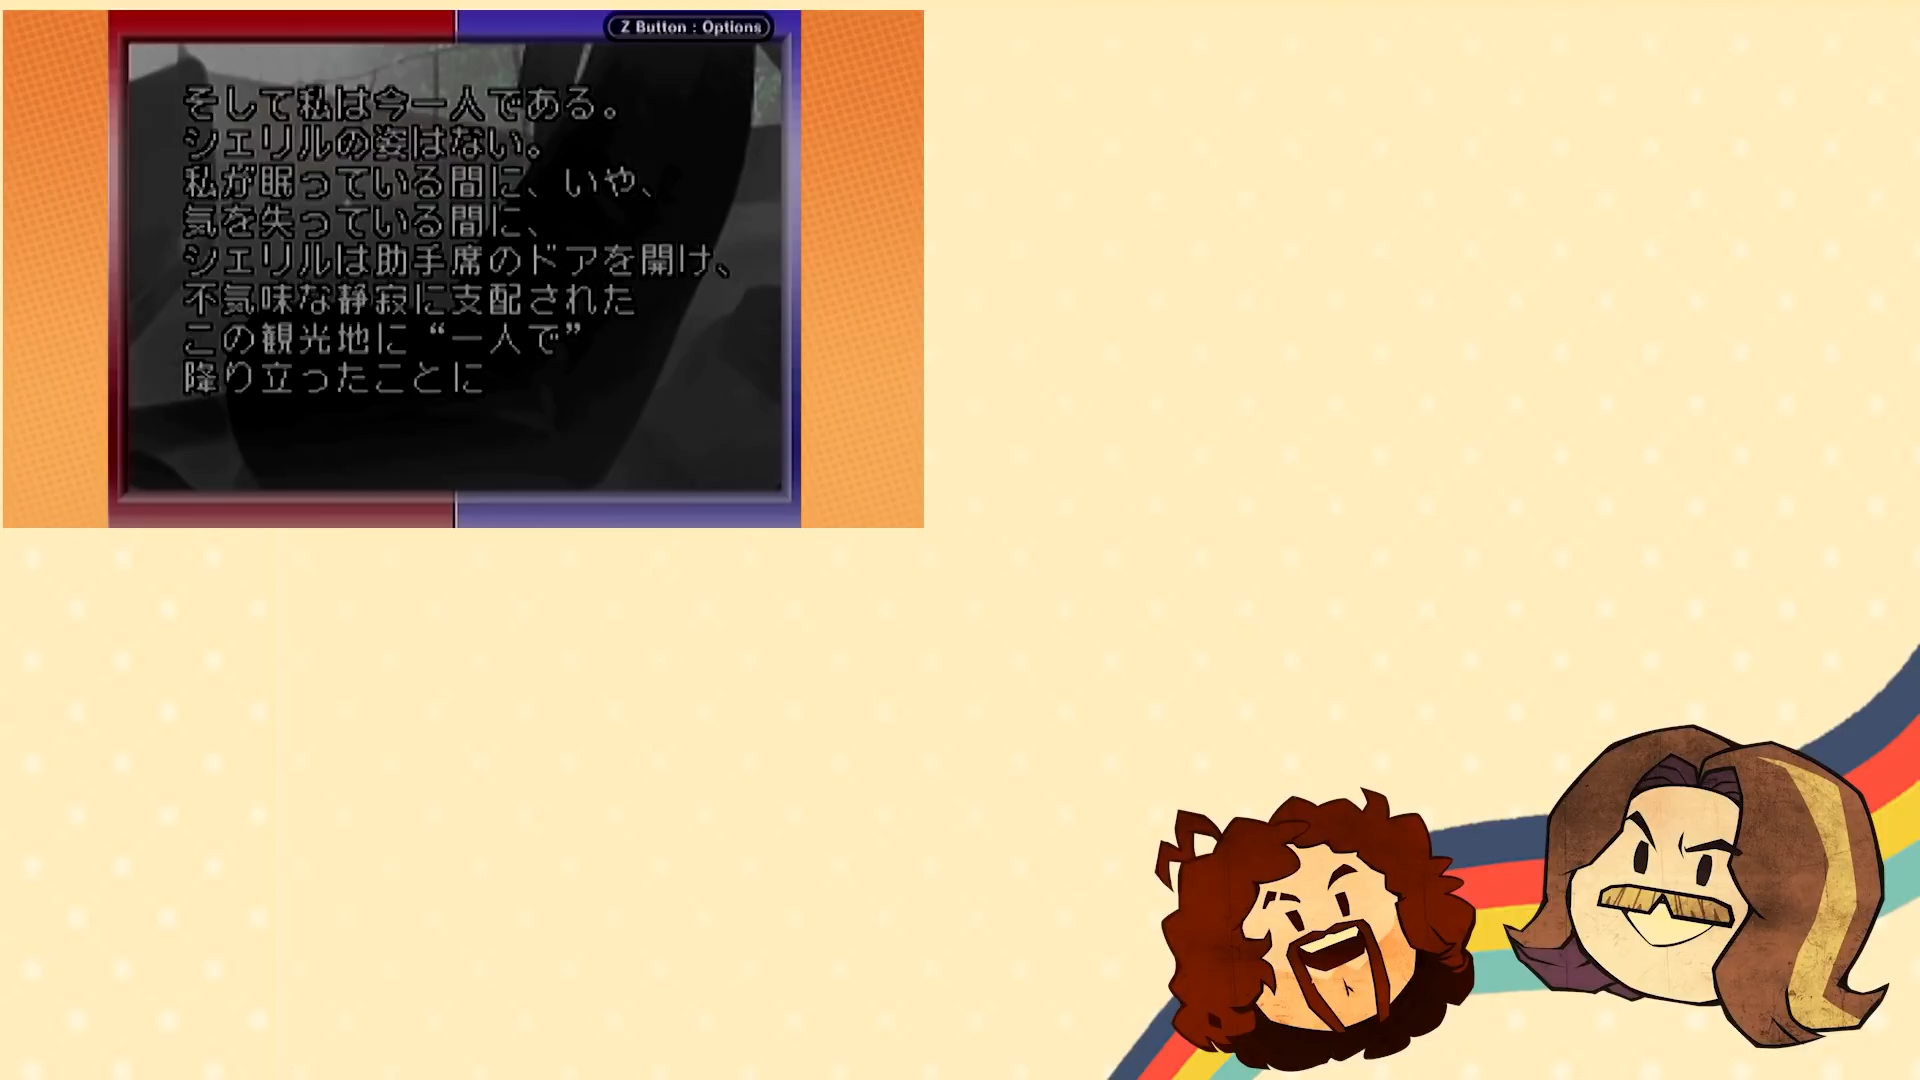 Z Button : Options
そして私は今一人である。
シェリルの姿はない。
私が眠っている間に、いや、
気を失っている間に、
シェリルは助手席のドアを開け、
不気味な静寂に支配された
この観光地に“一人で”
降り立ったことに